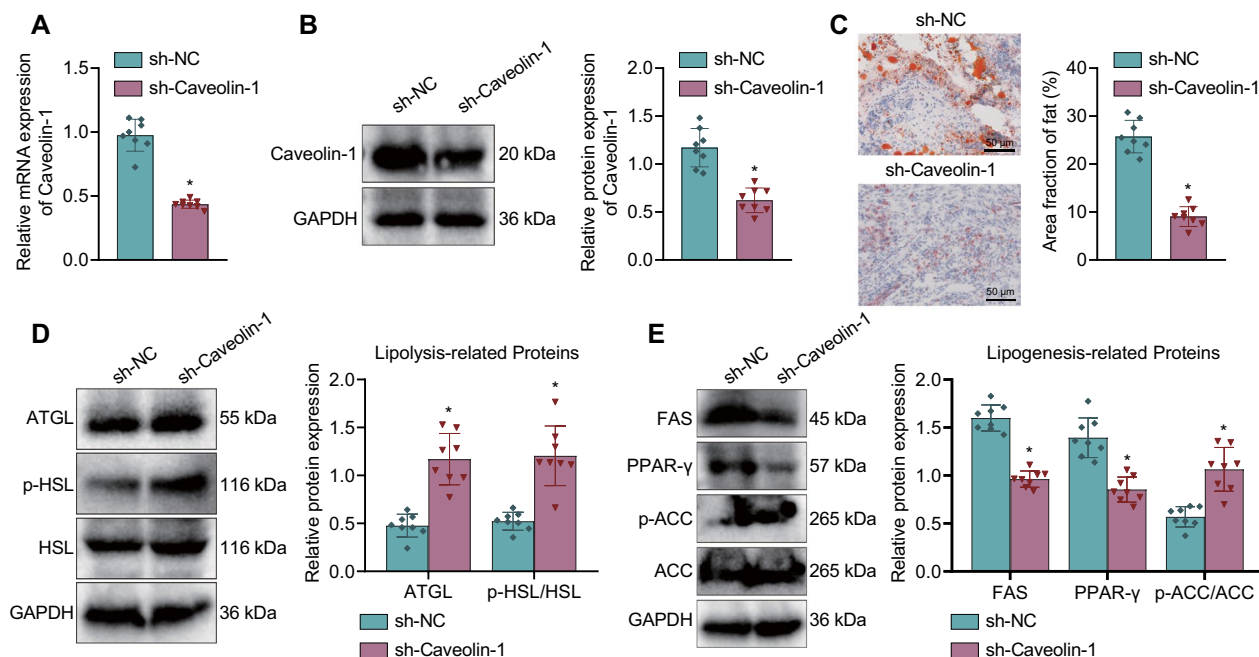 A
sh-NC
sh-Caveolin-1
Relative mRNA expression
of Caveolin-1
1.5
1.0
0.5
0.0
*
B
sh-NC
sh-Caveolin-1
Caveolin-1
20 kDa
GAPDH
36 kDa
sh-NC
sh-Caveolin-1
Relative protein expression
of Caveolin-1
2.0
1.5
1.0
0.5
0.0
*
C
sh-NC
50 μm
sh-Caveolin-1
50 μm
sh-NC
sh-Caveolin-1
Area fraction of fat (%)
40
30
20
10
0
*
D
sh-NC
sh-Caveolin-1
ATGL
55 kDa
p-HSL
116 kDa
HSL
116 kDa
GAPDH
36 kDa
Lipolysis-related Proteins
Relative protein expression
2.0
1.5
1.0
0.5
0.0
*
*
ATGL
p-HSL/HSL
sh-NC
sh-Caveolin-1
E
sh-NC
sh-Caveolin-1
FAS
45 kDa
PPAR-γ
57 kDa
p-ACC
265 kDa
ACC
265 kDa
GAPDH
36 kDa
Lipogenesis-related Proteins
Relative protein expression
2.0
1.5
1.0
0.5
0.0
*
*
*
FAS
PPAR-γ
p-ACC/ACC
sh-NC
sh-Caveolin-1